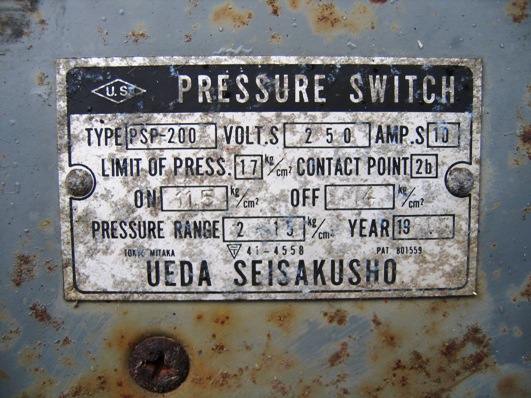 U.S. PRESSURE SWITCH
TYPE PSP-200 VOLT.S 250 AMP.S 10
LIMIT OF PRESS. 17 kg/cm2 CONTACT POINT 2b
ON kg/cm2 OFF kg/cm2
PRESSURE RANGE 2-15 kg/cm2 YEAR 19
TOKYO MITAKA ▽ 41-4558 PAT. 801559
UEDA SEISAKUSHO